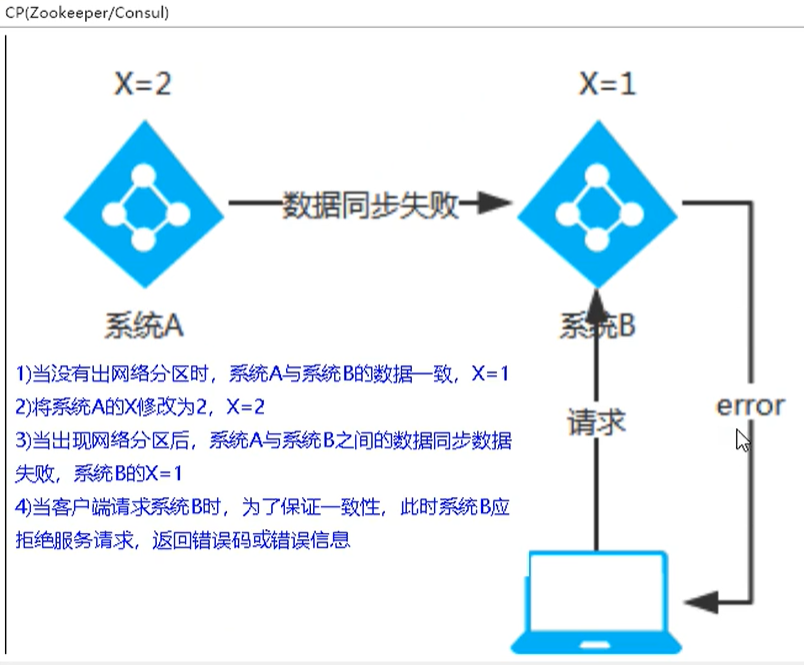 CP(Zookeeper/Consul)
X=2
X=1
数据同步失败
系统A
系统B
1)当没有出网络分区时，系统A与系统B的数据一致，X=1
2)将系统A的X修改为2，X=2
3)当出现网络分区后，系统A与系统B之间的数据同步数据
失败，系统B的X=1
4)当客户端请求系统B时，为了保证一致性，此时系统B应
拒绝服务请求，返回错误码或错误信息
请求
error